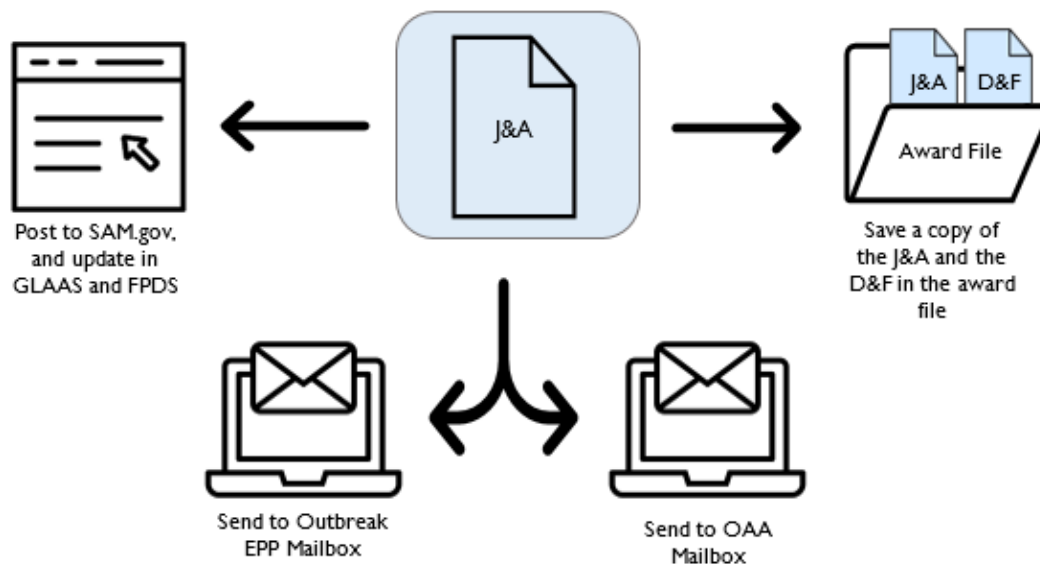 J&A
Post to SAM.gov,
and update in
GLAAS and FPDS
J&A
D&F
Award File
Save a copy of
the J&A and the
D&F in the award
file
Send to Outbreak
EPP Mailbox
Send to OAA
Mailbox